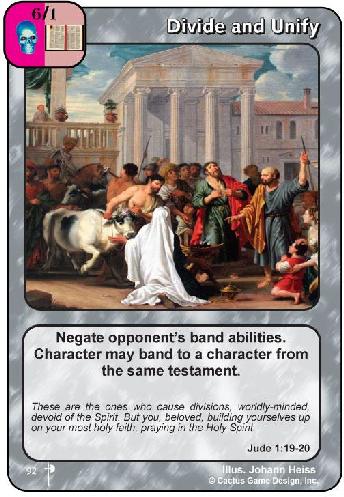 6/1
Divide and Unify
Negate opponent's band abilities.
Character may band to a character from
the same testament.
These are the ones who cause divisions, worldly-minded,
devoid of the Spirit. But you, beloved, building yourselves up
on your most holy faith, praying in the Holy Spirit.
Jude 1:19-20
92
Illus. Johann Heiss
© Cactus Game Design, Inc.